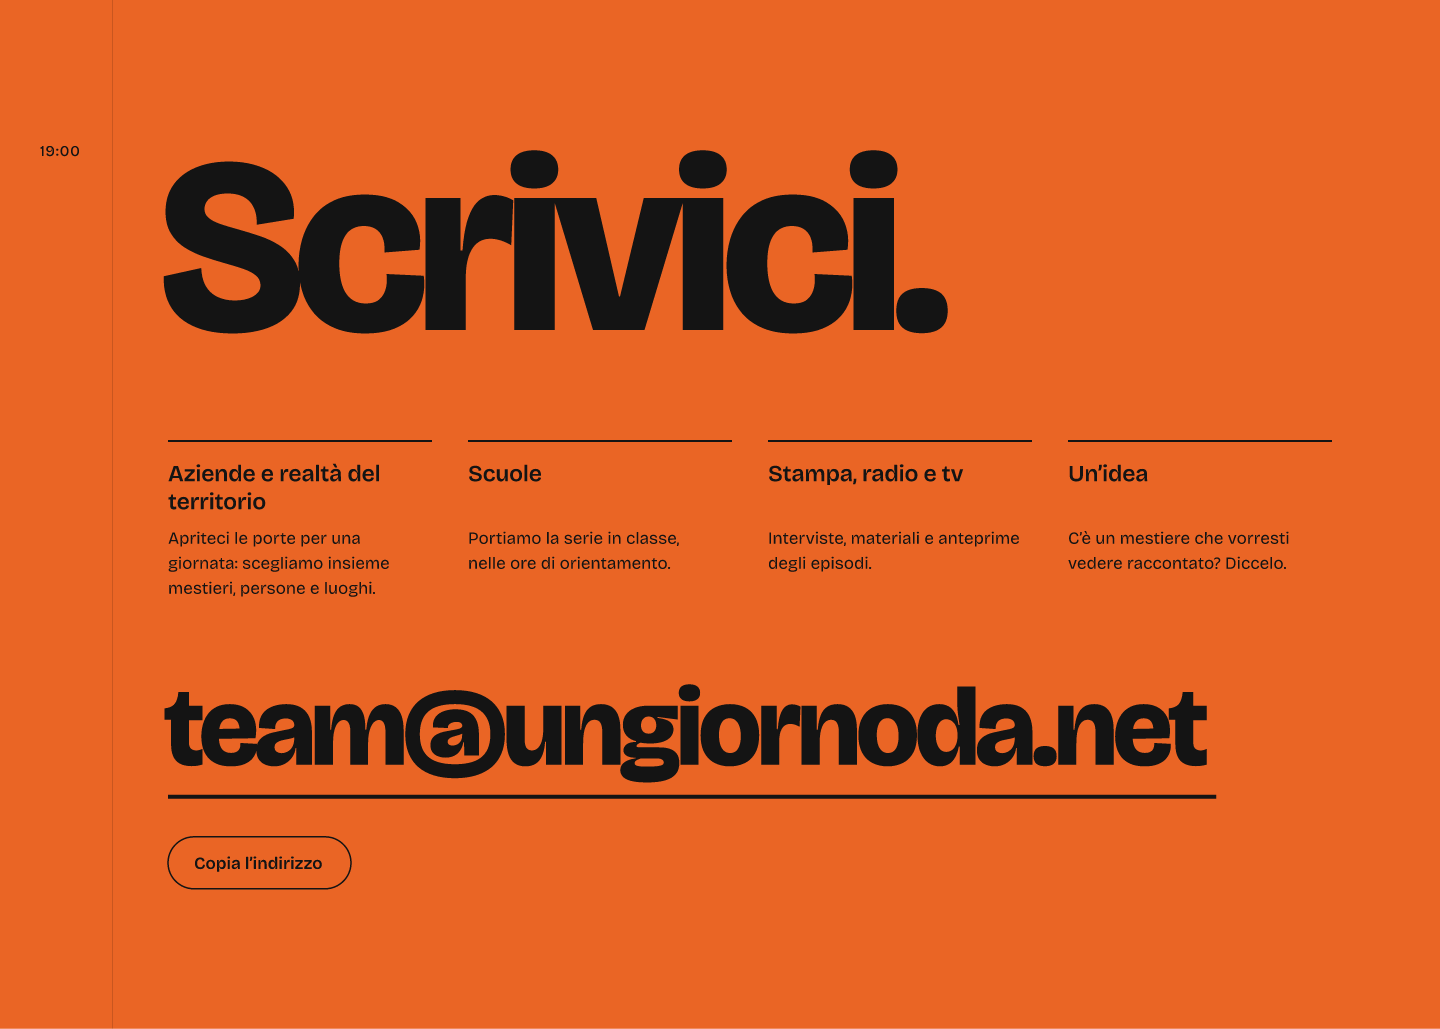 19:00
Scrivici.
Aziende e realtà del
territorio
Apriteci le porte per una
giornata: scegliamo insieme
mestieri, persone e luoghi.
Scuole
Portiamo la serie in classe,
nelle ore di orientamento.
Stampa, radio e tv
Interviste, materiali e anteprime
degli episodi.
Un’idea
C’è un mestiere che vorresti
vedere raccontato? Diccelo.
team@ungiornoda.net
Copia l’indirizzo